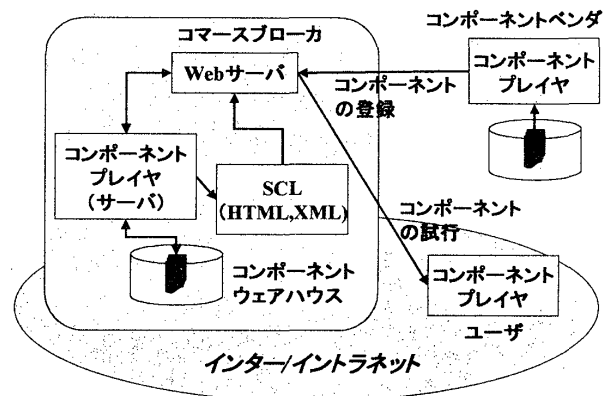 コマースブローカ
Webサーバ
コンポーネント
プレイヤ
(サーバ)
SCL
(HTML,XML)
コンポーネント
ウェアハウス
コンポーネントベンダ
コンポーネント
プレイヤ
コンポーネント
の登録
コンポーネント
の試行
コンポーネント
プレイヤ
ユーザ
インター/イントラネット